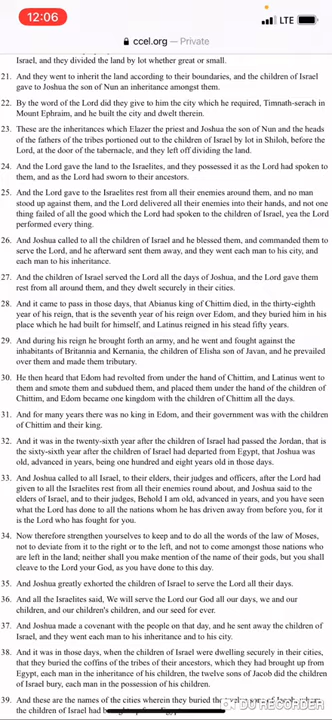 12:06
LTE
ccel.org — Private
Israel, and they divided the land by lot whether great or small.
21. And they went to inherit the land according to their boundaries, and the children of Israel
gave to Joshua the son of Nun an inheritance amongst them.
22. By the word of the Lord did they give to him the city which he required, Timnath-serach in
Mount Ephraim, and he built the city and dwelt therein.
23. These are the inheritances which Elazer the priest and Joshua the son of Nun and the heads
of the fathers of the tribes portioned out to the children of Israel by lot in Shiloh, before the
Lord, at the door of the tabernacle, and they left off dividing the land.
24. And the Lord gave the land to the Israelites, and they possessed it as the Lord had spoken to
them, and as the Lord had sworn to their ancestors.
25. And the Lord gave to the Israelites rest from all their enemies around them, and no man
stood up against them, and the Lord delivered all their enemies into their hands, and not one
thing failed of all the good which the Lord had spoken to the children of Israel, yea the Lord
performed every thing.
26. And Joshua called to all the children of Israel and he blessed them, and commanded them to
serve the Lord, and he afterward sent them away, and they went each man to his city, and
each man to his inheritance.
27. And the children of Israel served the Lord all the days of Joshua, and the Lord gave them
rest from all around them, and they dwelt securely in their cities.
28. And it came to pass in those days, that Abianus king of Chittim died, in the thirty-eighth
year of his reign, that is the seventh year of his reign over Edom, and they buried him in his
place which he had built for himself, and Latinus reigned in his stead fifty years.
29. And during his reign he brought forth an army, and he went and fought against the
inhabitants of Britannia and Kernania, the children of Elisha son of Javan, and he prevailed
over them and made them tributary.
30. He then heard that Edom had revolted from under the hand of Chittim, and Latinus went to
them and smote them and subdued them, and placed them under the hand of the children of
Chittim, and Edom became one kingdom with the children of Chittim all the days.
31. And for many years there was no king in Edom, and their government was with the children
of Chittim and their king.
32. And it was in the twenty-sixth year after the children of Israel had passed the Jordan, that is
the sixty-sixth year after the children of Israel had departed from Egypt, that Joshua was
old, advanced in years, being one hundred and eight years old in those days.
33. And Joshua called to all Israel, to their elders, their judges and officers, after the Lord had
given to all the Israelites rest from all their enemies round about, and Joshua said to the
elders of Israel, and to their judges, Behold I am old, advanced in years, and you have seen
what the Lord has done to all the nations whom he has driven away from before you, for it
is the Lord who has fought for you.
34. Now therefore strengthen yourselves to keep and to do all the words of the law of Moses,
not to deviate from it to the right or to the left, and not to come amongst those nations who
are left in the land; neither shall you make mention of the name of their gods, but you shall
cleave to the Lord your God, as you have done to this day.
35. And Joshua greatly exhorted the children of Israel to serve the Lord all their days.
36. And all the Israelites said, We will serve the Lord our God all our days, we and our
children, and our children's children, and our seed for ever.
37. And Joshua made a covenant with the people on that day, and he sent away the children of
Israel, and they went each man to his inheritance and to his city.
38. And it was in those days, when the children of Israel were dwelling securely in their cities,
that they buried the coffins of the tribes of their ancestors, which they had brought up from
Egypt, each man in the inheritance of his children, the twelve sons of Jacob did the children
of Israel bury, each man in the possession of his children.
39. And these are the names of the cities wherein they buried the
the children of Israel had